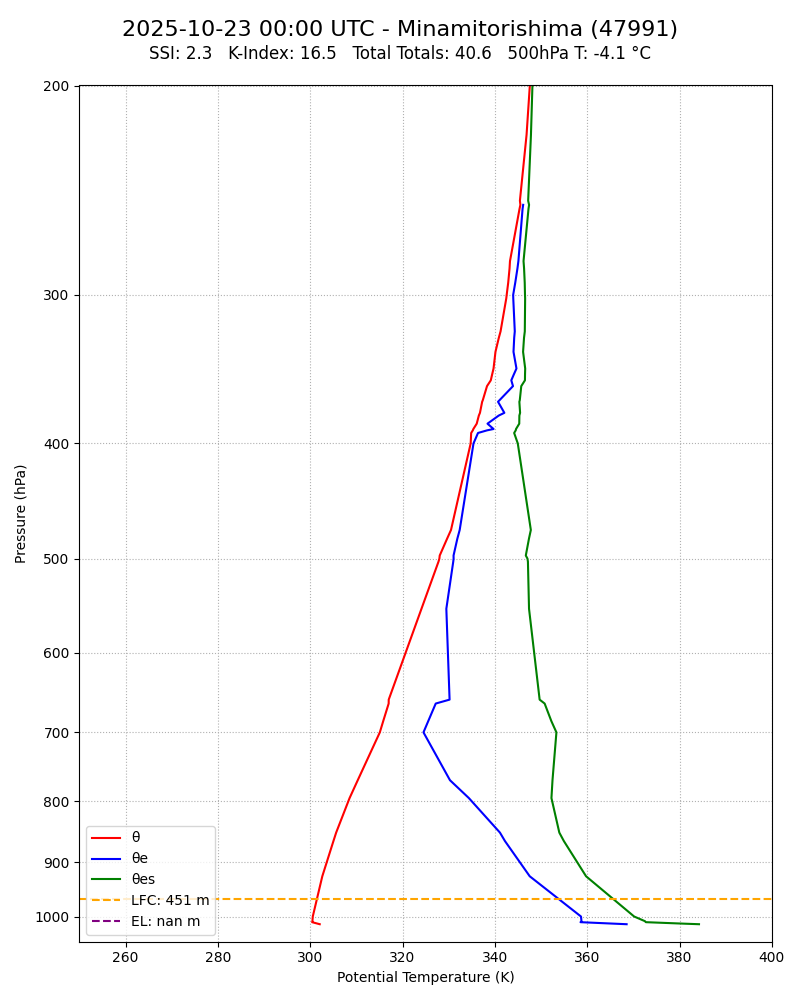 2025-10-23 00:00 UTC - Minamitorishima (47991)
SSI: 2.3   K-Index: 16.5   Total Totals: 40.6   500hPa T: -4.1 °C
200
300
400
500
600
700
800
900
1000
Pressure (hPa)
θ
θe
θes
LFC: 451 m
EL: nan m
260
280
300
320
340
360
380
400
Potential Temperature (K)